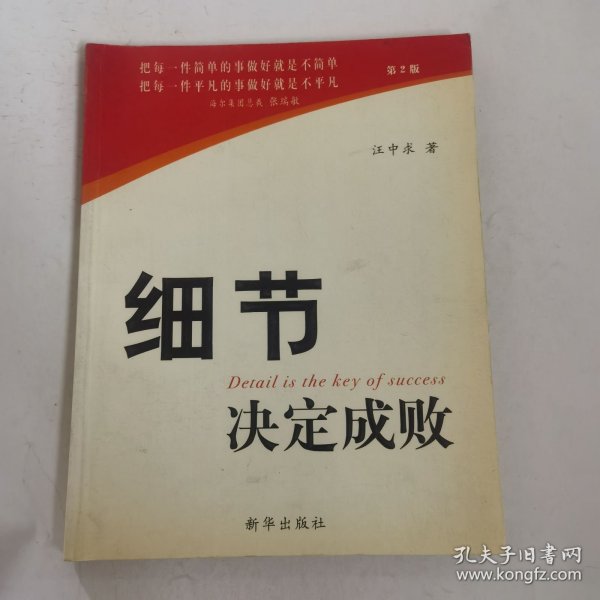 把每一件简单的事做好就是不简单
把每一件平凡的事做好就是不平凡
海尔集团总裁 张瑞敏
第2版
汪中求 著
细节
Detail is the key of success
决定成败
新华出版社
孔夫子旧书网
www.kongfz.com